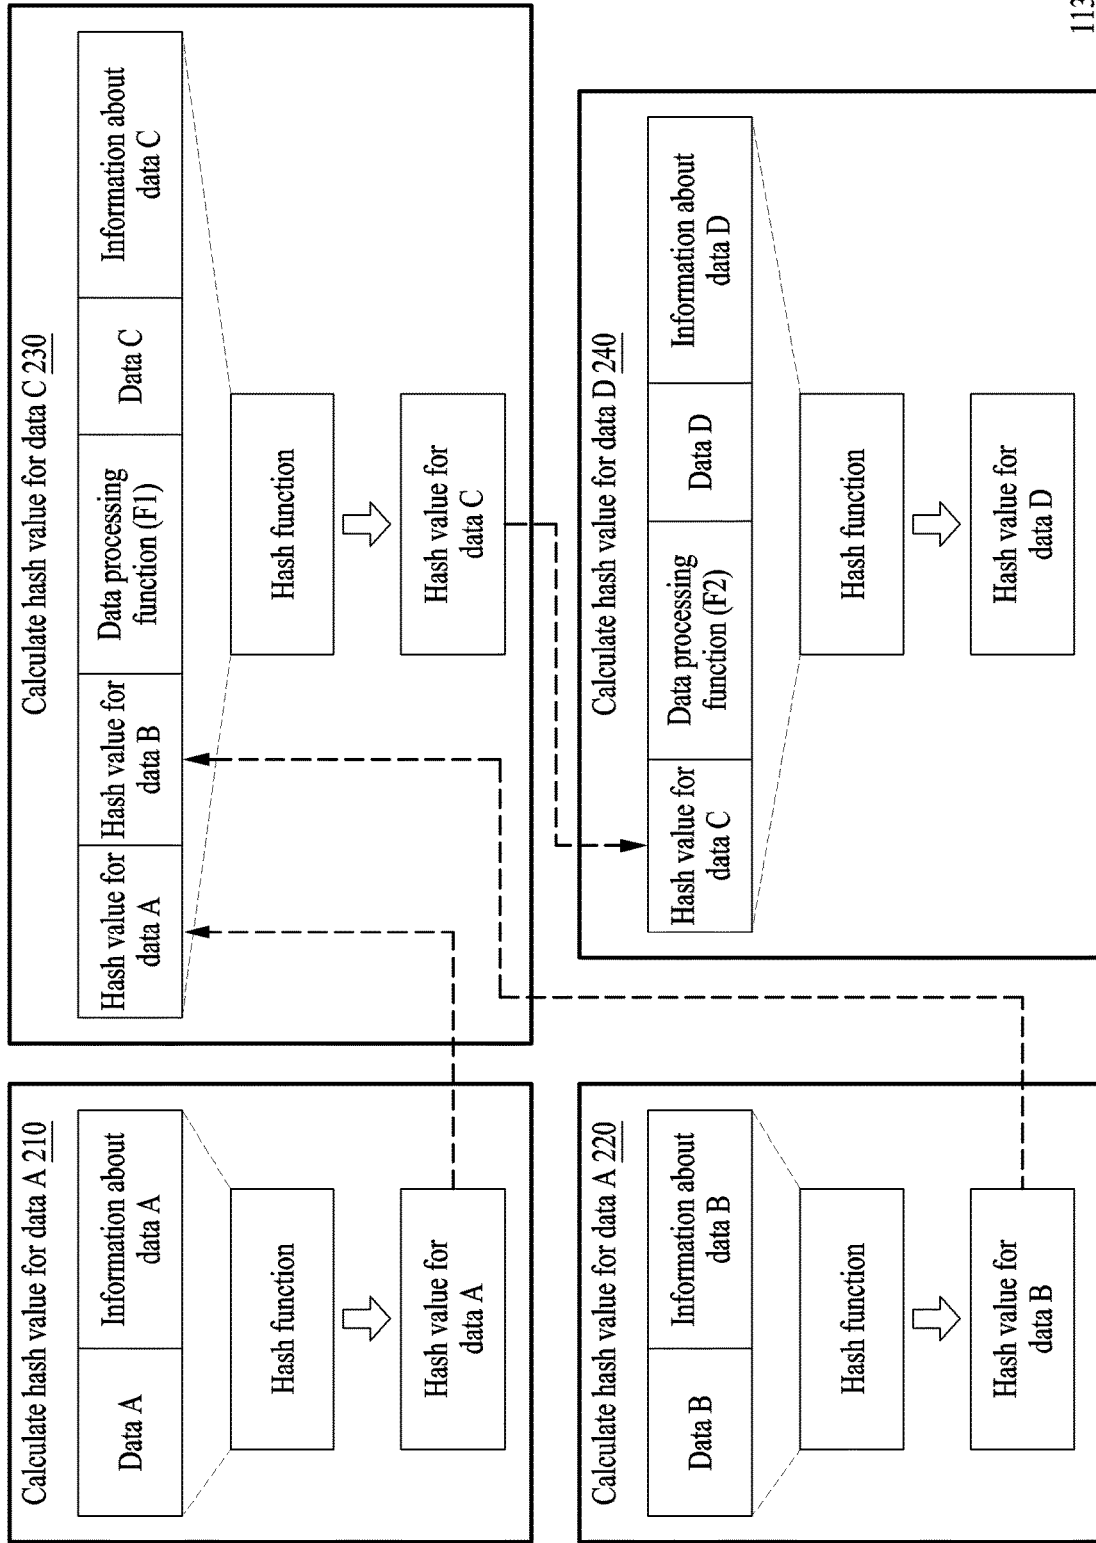 Calculate hash value for data A 210
Data A
Information about
data A
Hash function
Hash value for
data A
Calculate hash value for data A 220
Data B
Information about
data B
Hash function
Hash value for
data B
Calculate hash value for data C 230
Hash value for
data A
Hash value for
data B
Data processing
function (F1)
Data C
Information about
data C
Hash function
Hash value for
data C
Calculate hash value for data D 240
Hash value for
data C
Data processing
function (F2)
Data D
Information about
data D
Hash function
Hash value for
data D
113